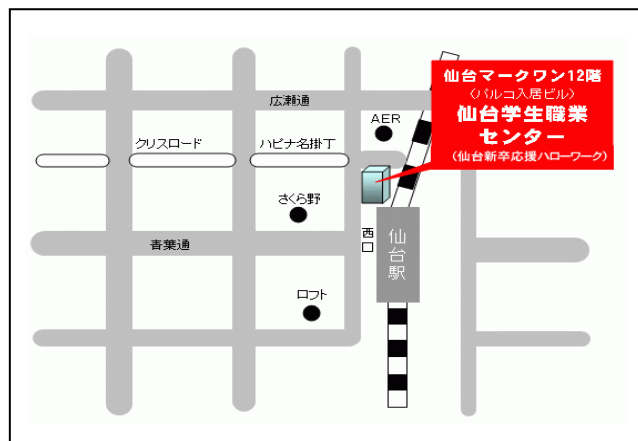 仙台マークワン12階
（パルコ入居ビル）
仙台学生職業
センター
（仙台新卒応援ハローワーク）
広瀬通
AER
クリスロード
ハピナ名掛丁
さくら野
西口
仙台駅
青葉通
ロフト